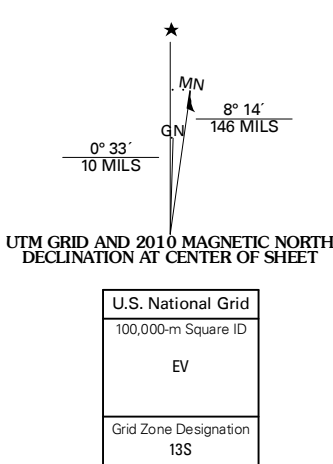 MN
8° 14´
146 MILS
GN
0° 33´
10 MILS
UTM GRID AND 2010 MAGNETIC NORTH
DECLINATION AT CENTER OF SHEET
U.S. National Grid
100,000-m Square ID
EV
Grid Zone Designation
13S